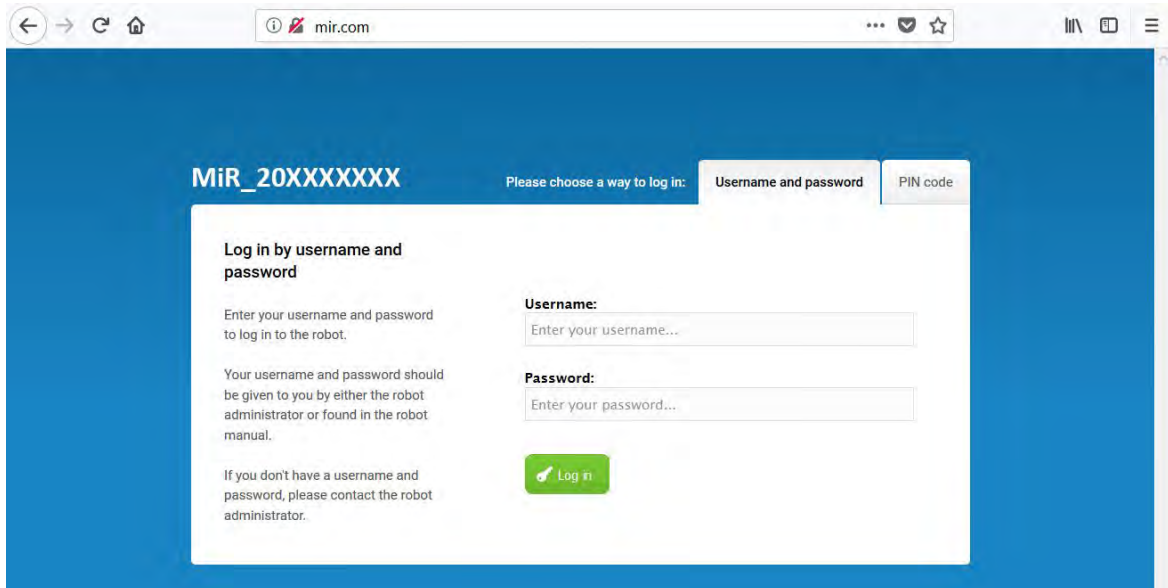 mir.com
MiR_20XXXXXXX
Please choose a way to log in:
Username and password
PIN code
Log in by username and
password
Enter your username and password
to log in to the robot.
Your username and password should
be given to you by either the robot
administrator or found in the robot
manual.
If you don't have a username and
password, please contact the robot
administrator.
Username:
Enter your username...
Password:
Enter your password...
Log in